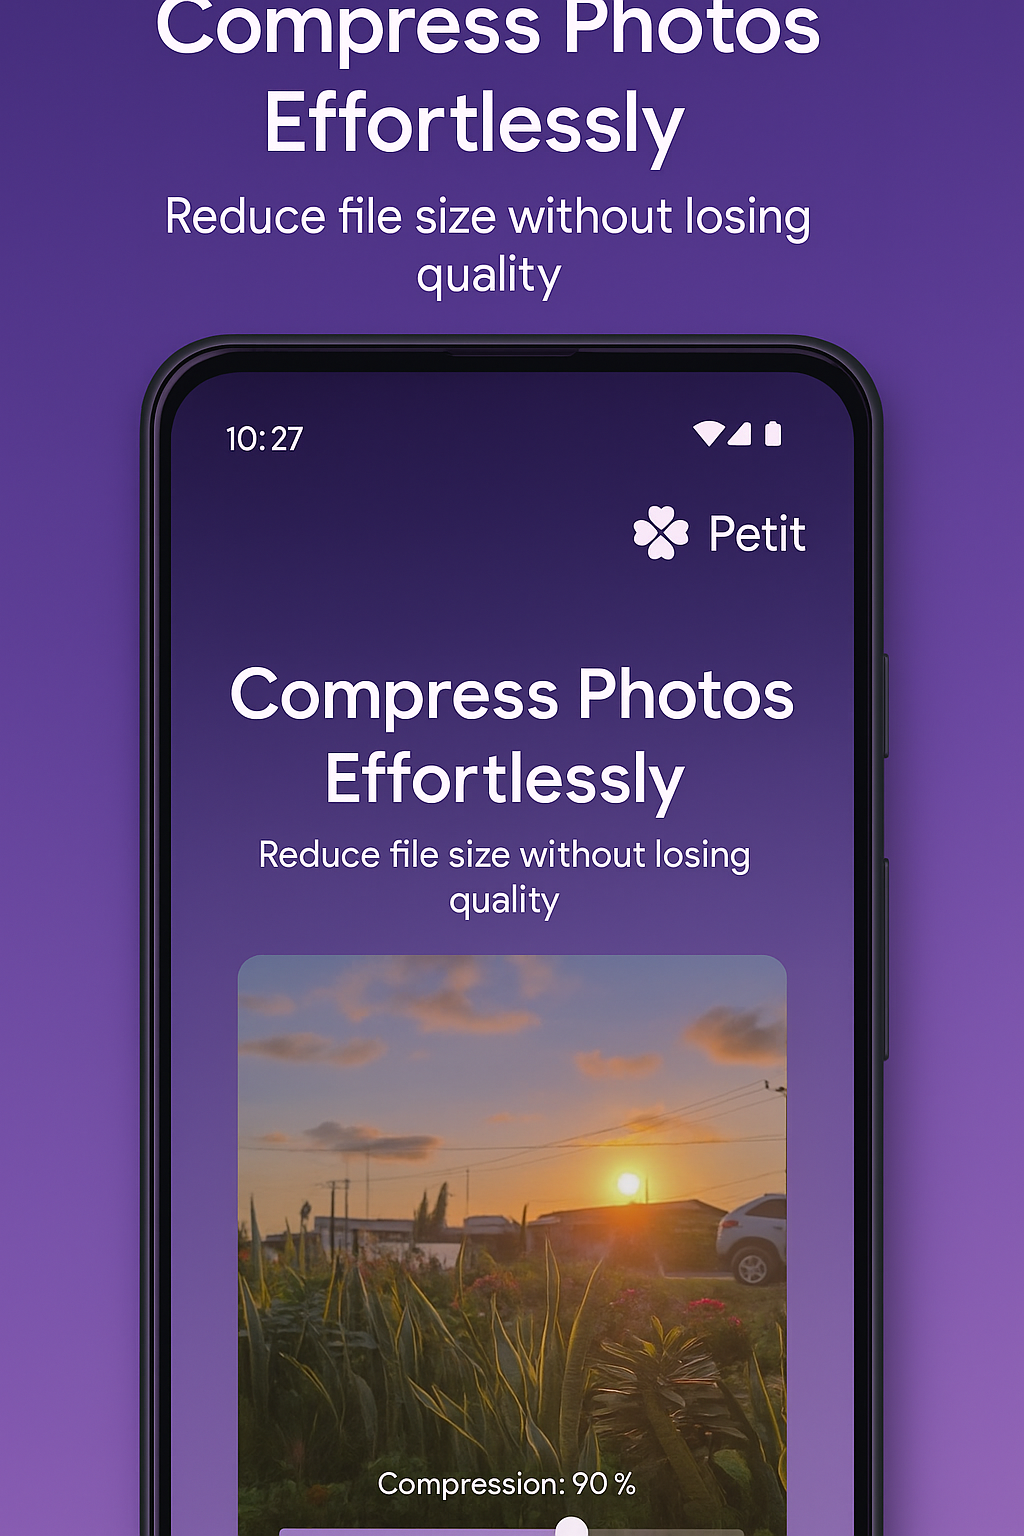 Compress Photos
Effortlessly
Reduce file size without losing
quality
10:27
Petit
Compress Photos
Effortlessly
Reduce file size without losing
quality
Compression: 90 %